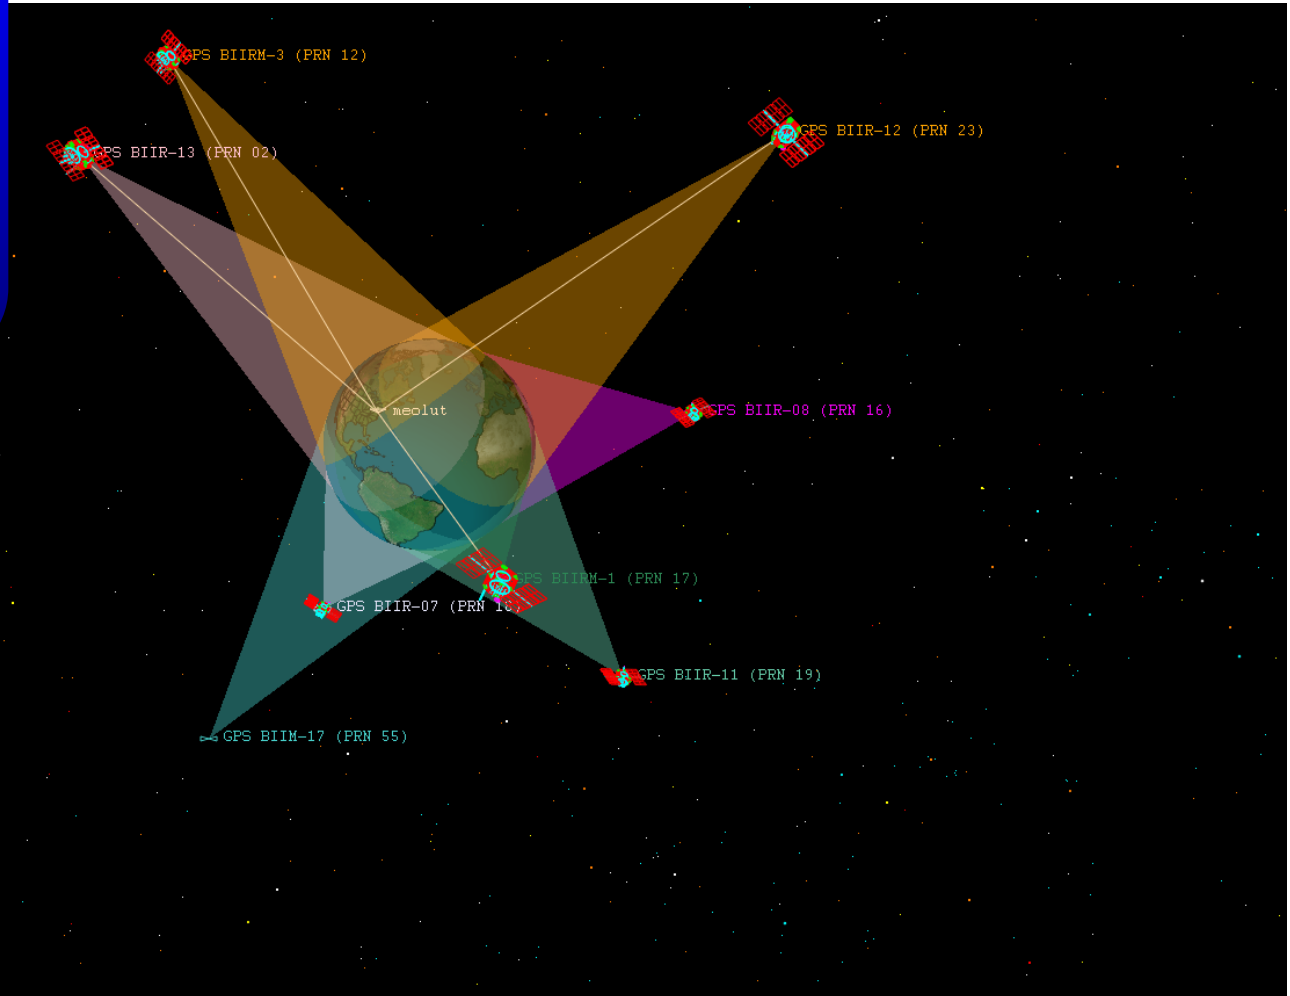 GPS BIIRM-3 (PRN 12)
GPS BIIR-12 (PRN 23)
GPS BIIR-13 (PRN 02)
meolut
GPS BIIR-08 (PRN 16)
GPS BIIRM-1 (PRN 17)
GPS BIIR-07 (PRN
GPS BIIR-11 (PRN 19)
GPS BIIM-17 (PRN 55)